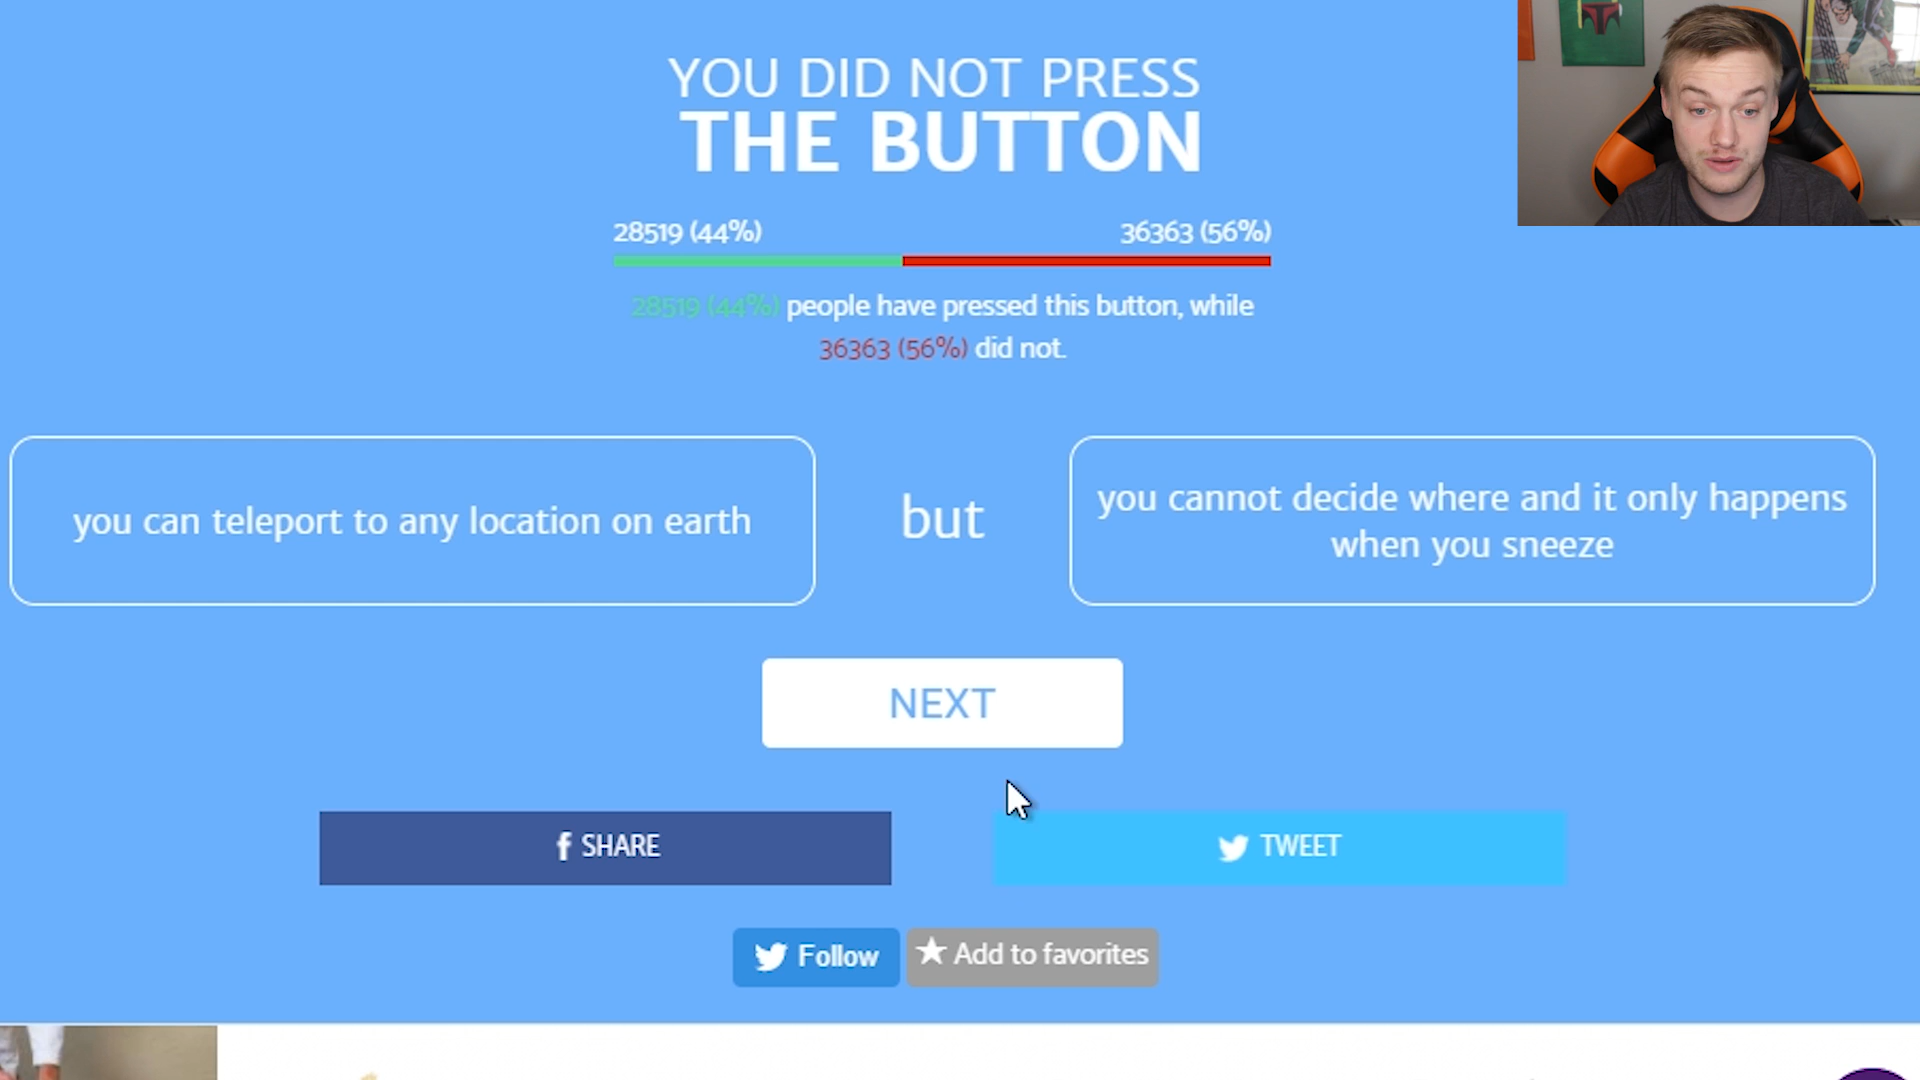 YOU DID NOT PRESS
THE BUTTON
28519 (44%) 36363 (56%)
28519 (44%) people have pressed this button, while
36363 (56%) did not.
you can teleport to any location on earth
but
you cannot decide where and it only happens
when you sneeze
NEXT
f SHARE
TWEET
Follow
Add to favorites